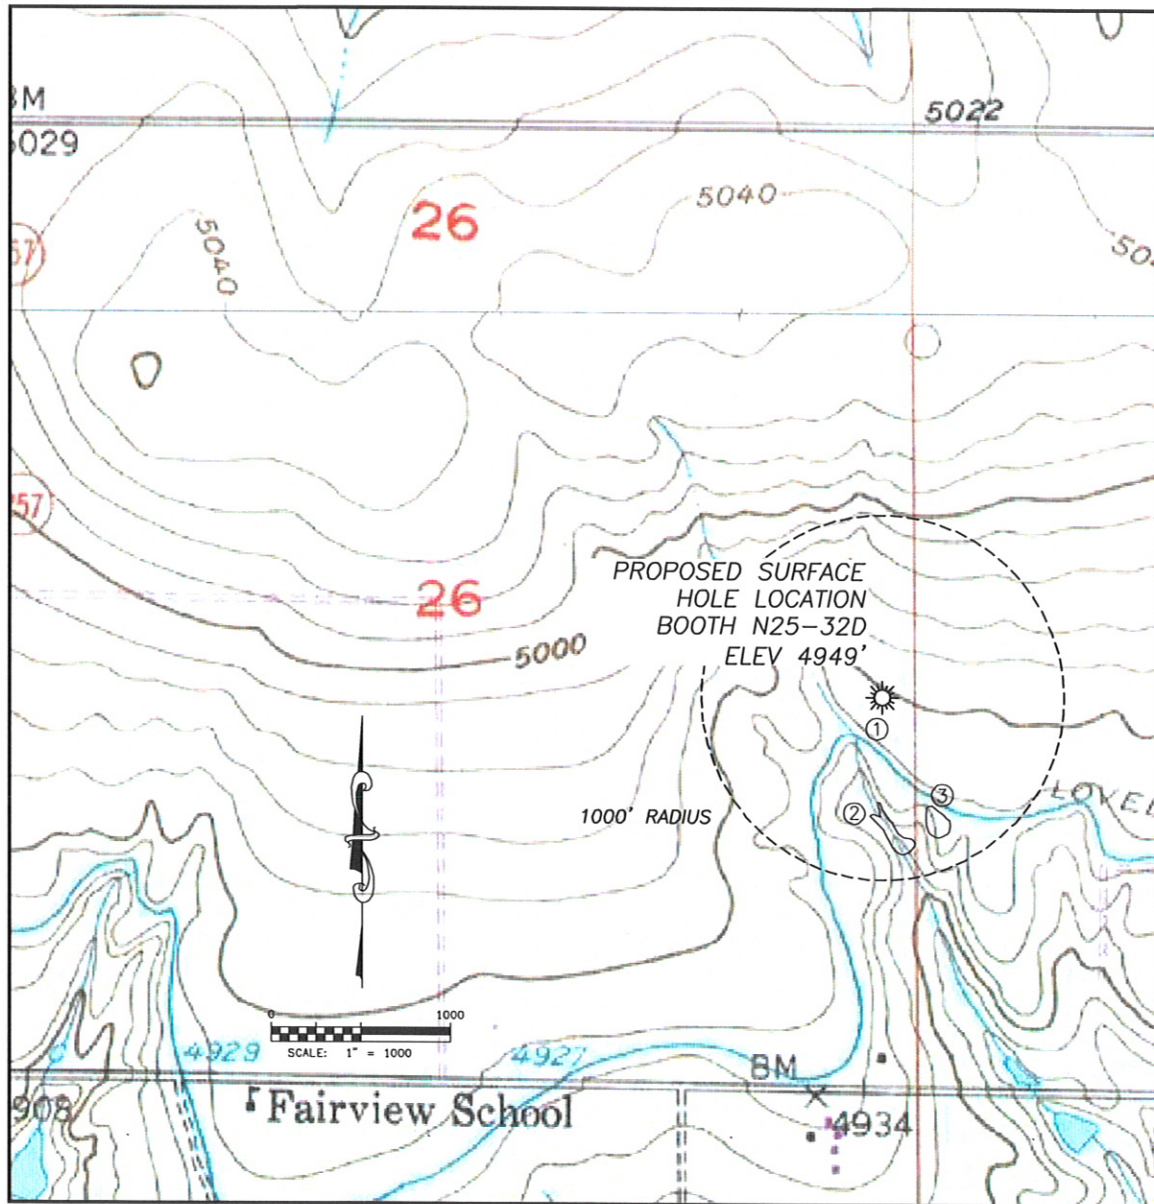 BM
5022
5029
26
5040
5040
57
257
PROPOSED SURFACE
HOLE LOCATION
BOOTH N25-32D
ELEV 4949'
26
5000
①
③
LOVEL
②
1000' RADIUS
0 1000
SCALE: 1" = 1000
4929
4927
BM
908
Fairview School
4934